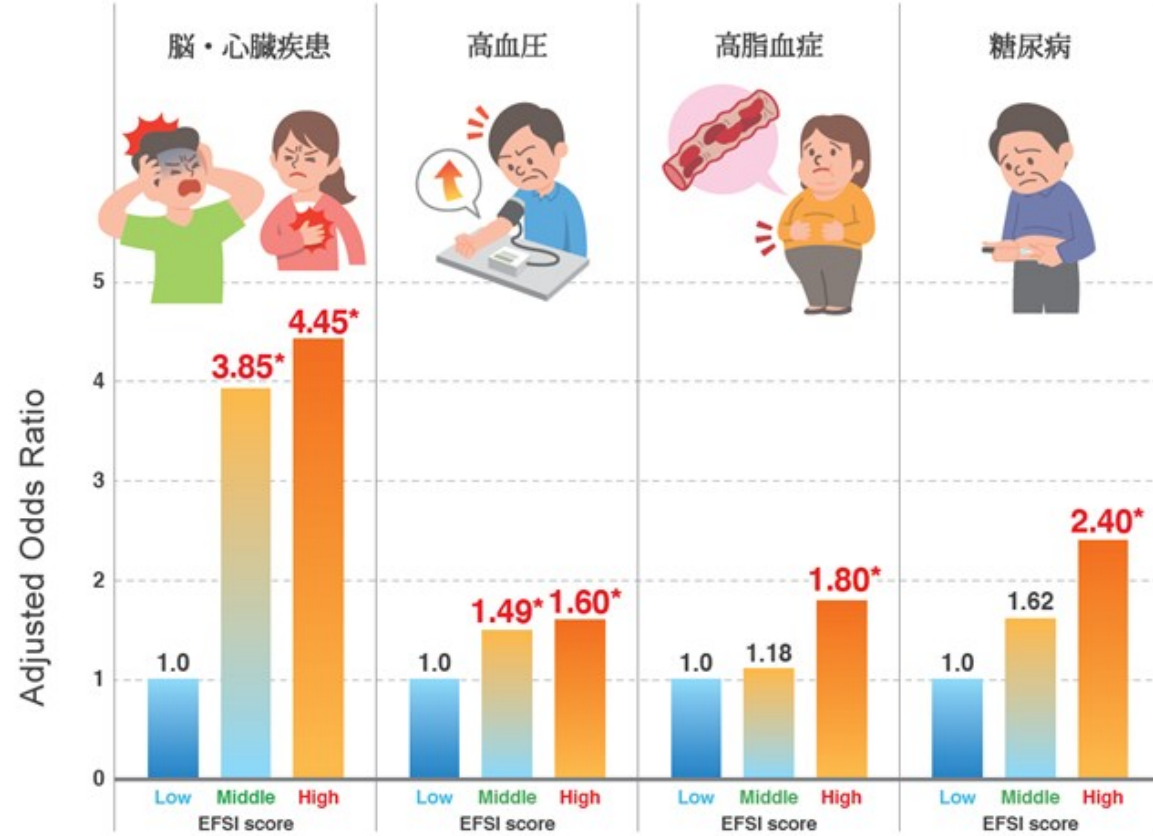 脳・心臓疾患
高血圧
高脂血症
糖尿病
Adjusted Odds Ratio
5
4
3
2
1
0
1.0
3.85*
4.45*
Low Middle High
EFSI score
1.0
1.49*
1.60*
Low Middle High
EFSI score
1.0
1.18
1.80*
Low Middle High
EFSI score
1.0
1.62
2.40*
Low Middle High
EFSI score